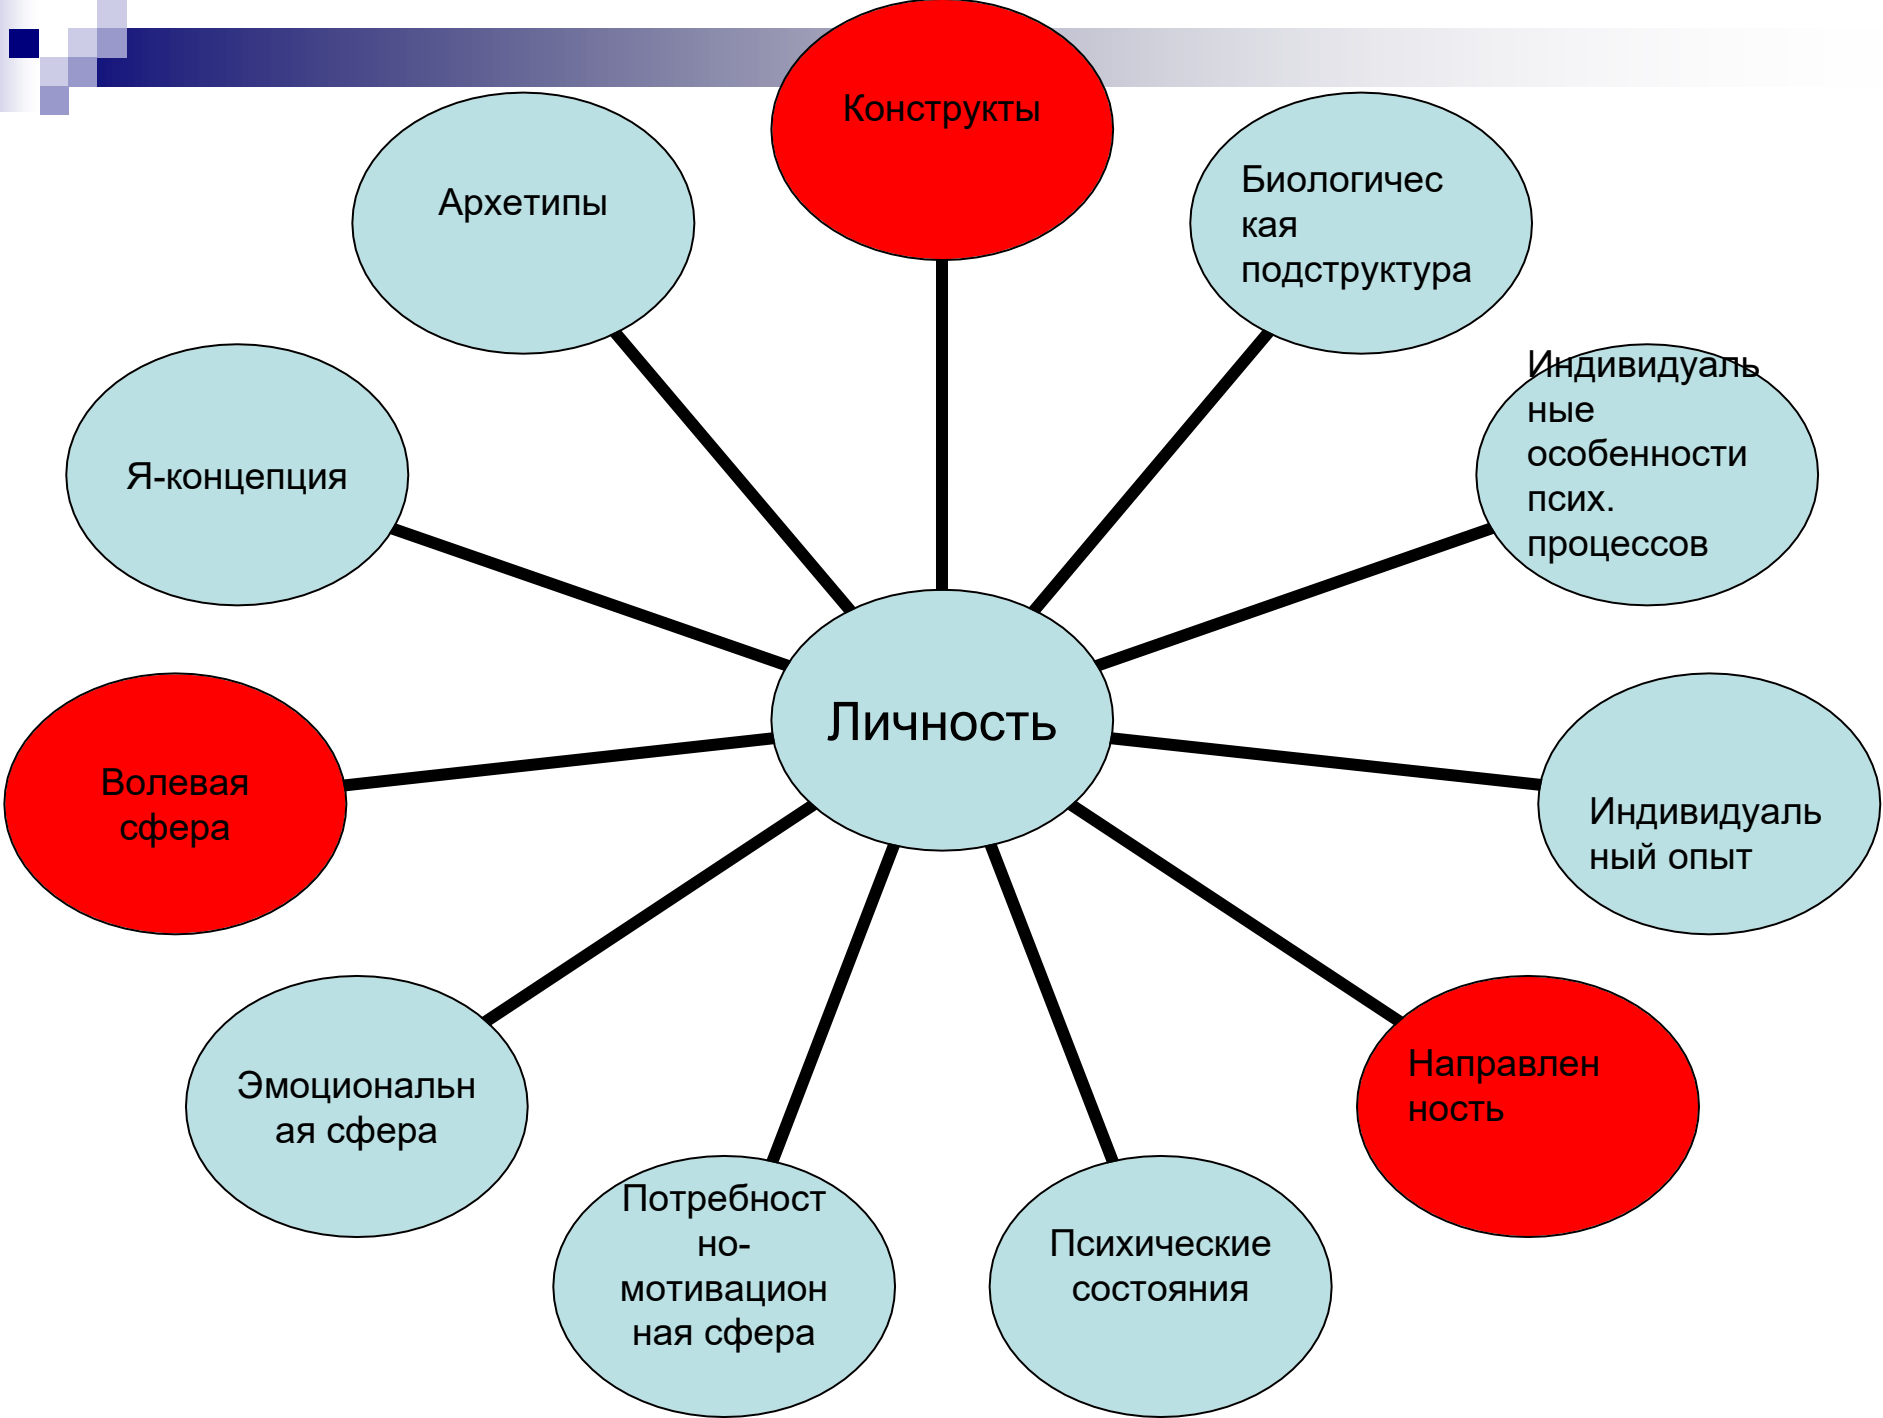 Конструкты
Архетипы
Биологичес
кая
подструктура
Индивидуаль
ные
особенности
псих.
процессов
Я-концепция
Личность
Волевая
сфера
Индивидуаль
ный опыт
Направлен
ность
Эмоциональн
ая сфера
Потребност
но-
мотивацион
ная сфера
Психические
состояния